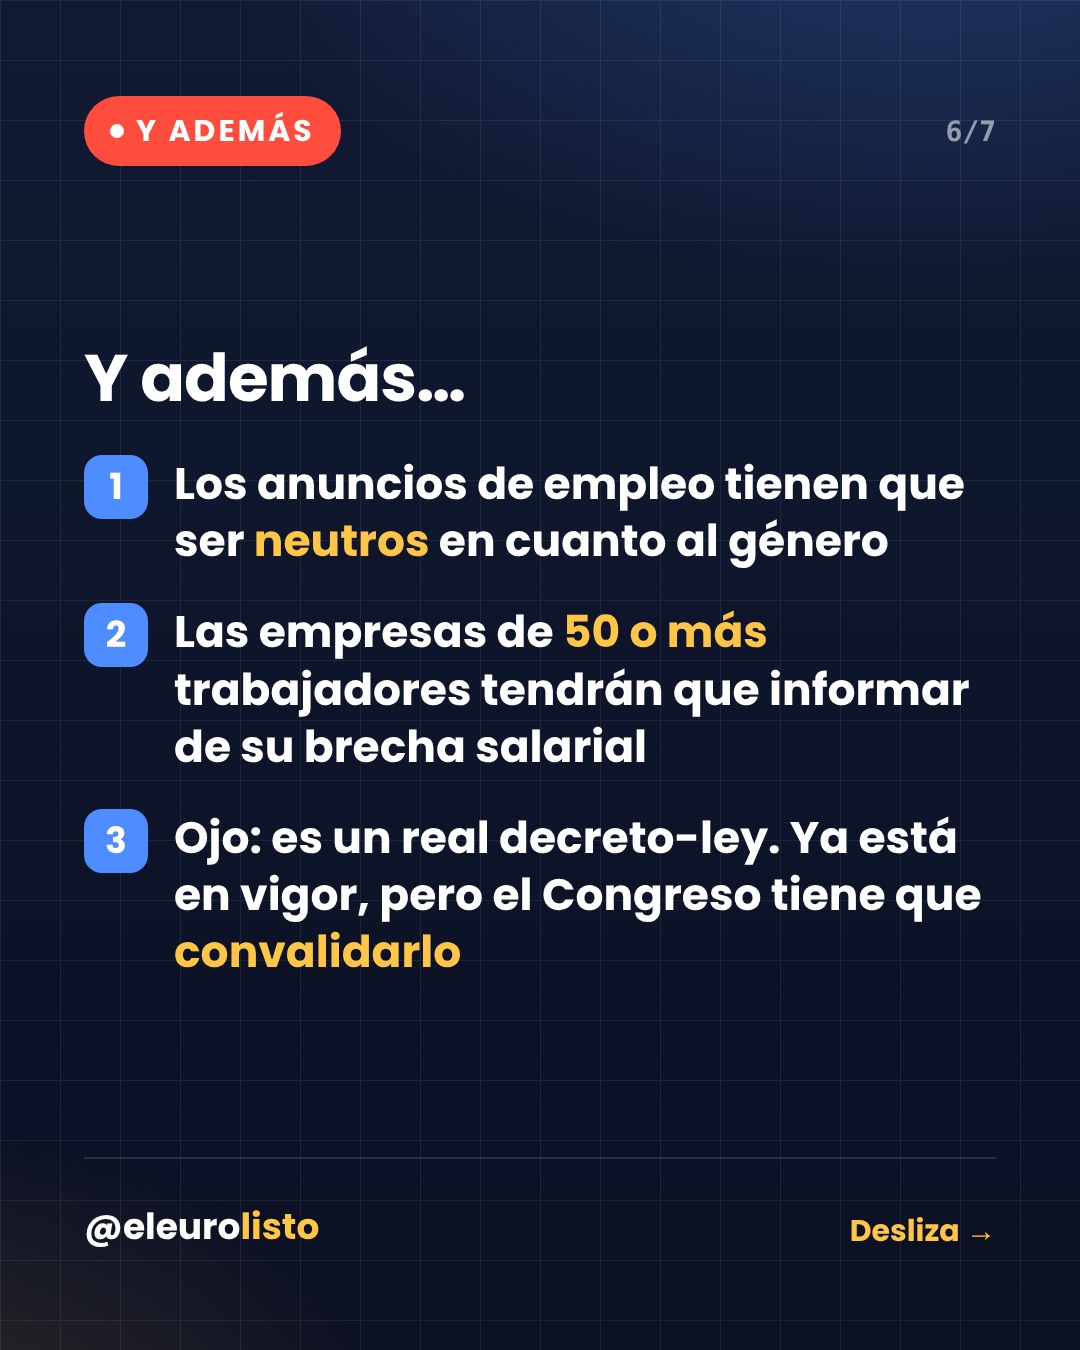 Y ADEMÁS
6/7
Y además...
1
Los anuncios de empleo tienen que
ser neutros en cuanto al género
2
Las empresas de 50 o más
trabajadores tendrán que informar
de su brecha salarial
3
Ojo: es un real decreto-ley. Ya está
en vigor, pero el Congreso tiene que
convalidarlo
@eleurolisto
Desliza →